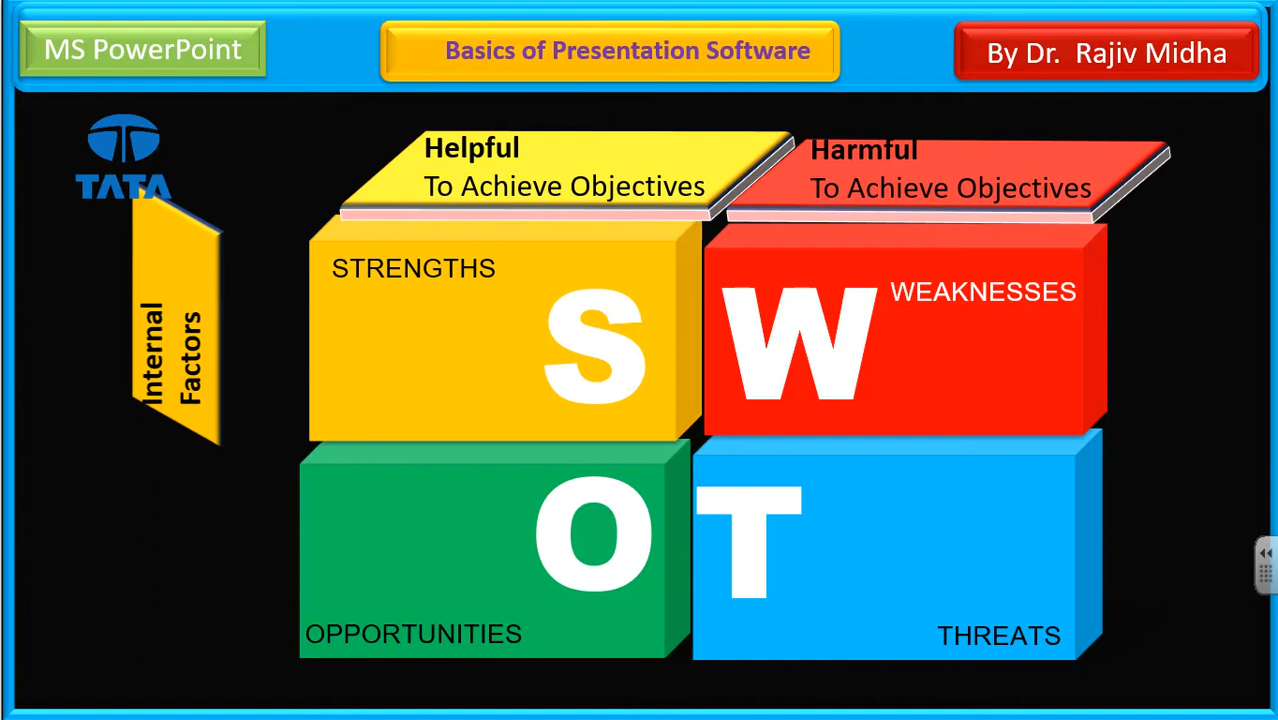 MS PowerPoint
Basics of Presentation Software
By Dr. Rajiv Midha
TATA
Helpful
To Achieve Objectives
Harmful
To Achieve Objectives
Internal
Factors
STRENGTHS
S
W
WEAKNESSES
O
OPPORTUNITIES
T
THREATS